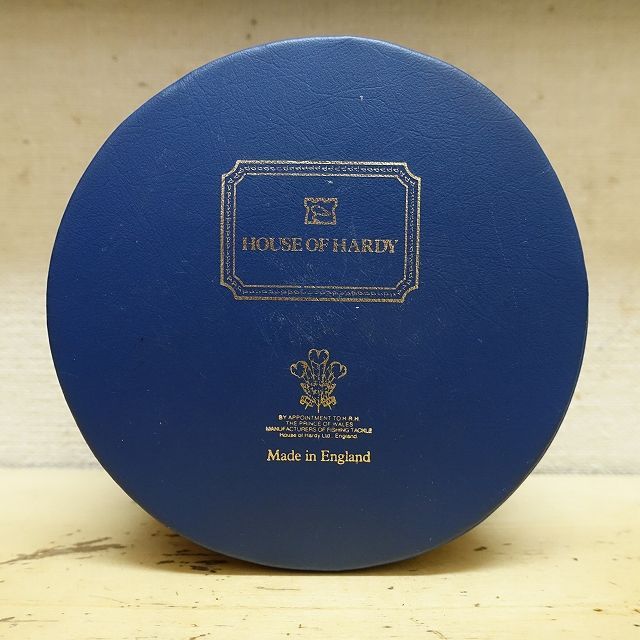 HOUSE OF HARDY
BY APPOINTMENT TO H R H
THE PRINCE OF WALES
MANUFACTURERS OF FISHING TACKLE
House of Hardy Ltd. England.
Made in England